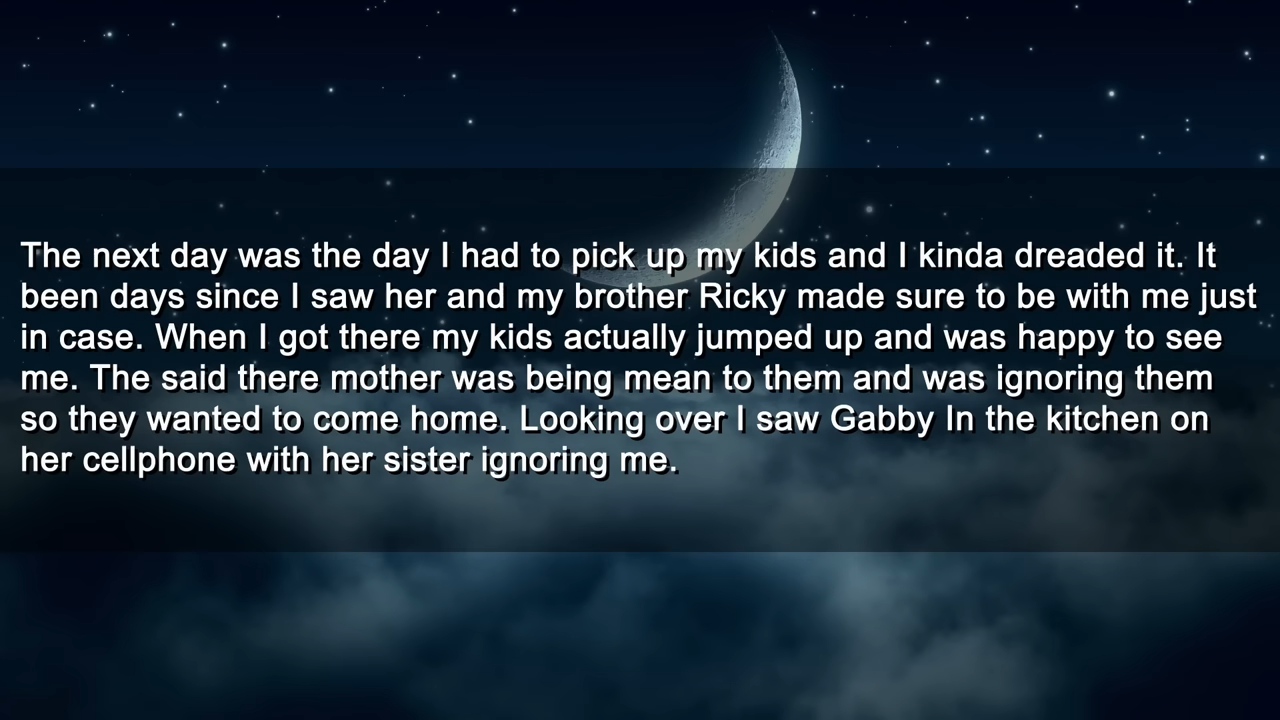 The next day was the day I had to pick up my kids and I kinda dreaded it. It
been days since I saw her and my brother Ricky made sure to be with me just
in case. When I got there my kids actually jumped up and was happy to see
me. The said there mother was being mean to them and was ignoring them
so they wanted to come home. Looking over I saw Gabby In the kitchen on
her cellphone with her sister ignoring me.